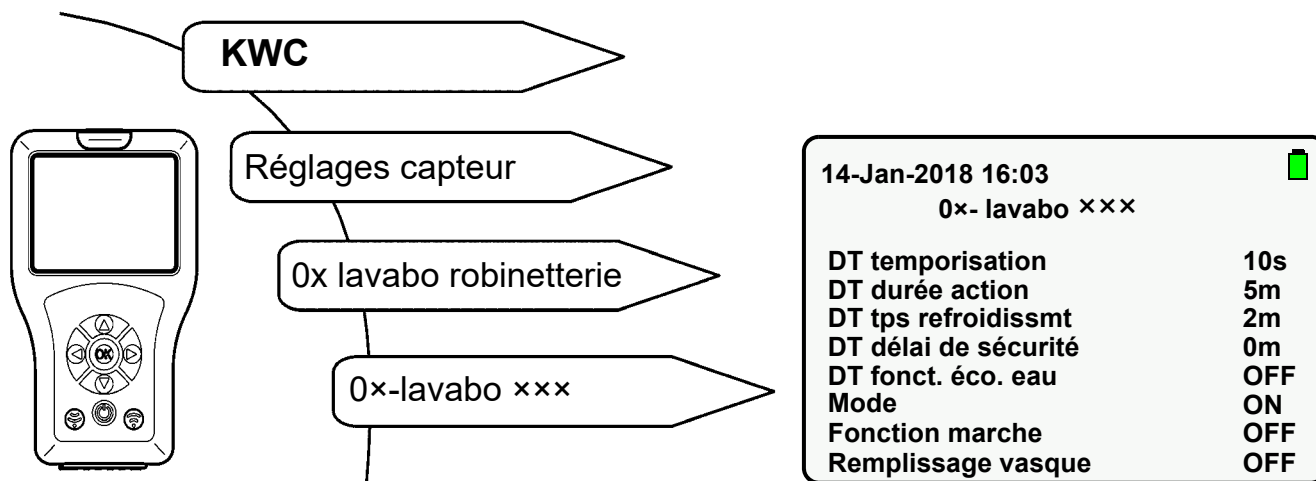 KWC
Réglages capteur
0x lavabo robinetterie
0×-lavabo ×××
OK
14-Jan-2018 16:03
0×- lavabo ×××
DT temporisation 10s
DT durée action 5m
DT tps refroidissmt 2m
DT délai de sécurité 0m
DT fonct. éco. eau OFF
Mode ON
Fonction marche OFF
Remplissage vasque OFF